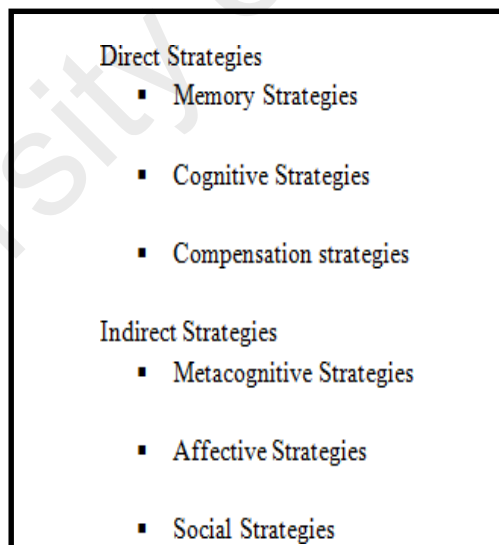 Direct Strategies
▪ Memory Strategies
▪ Cognitive Strategies
▪ Compensation strategies
Indirect Strategies
▪ Metacognitive Strategies
▪ Affective Strategies
▪ Social Strategies